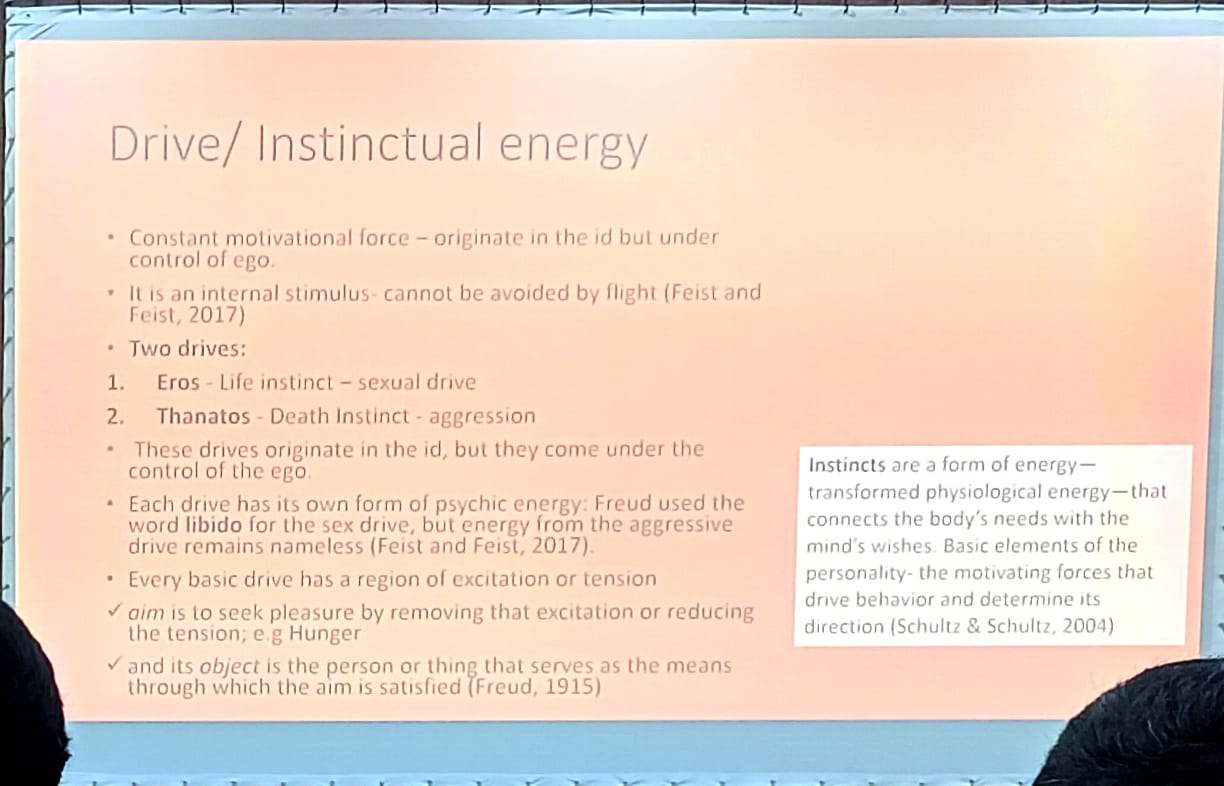 Drive/ Instinctual energy
• Constant motivational force – originate in the id but under
control of ego.
• It is an internal stimulus- cannot be avoided by flight (Feist and
Feist, 2017)
• Two drives:
1. Eros - Life instinct – sexual drive
2. Thanatos - Death Instinct - aggression
• These drives originate in the id, but they come under the
control of the ego.
• Each drive has its own form of psychic energy: Freud used the
word libido for the sex drive, but energy from the aggressive
drive remains nameless (Feist and Feist, 2017).
• Every basic drive has a region of excitation or tension
✓ aim is to seek pleasure by removing that excitation or reducing
the tension; e.g Hunger
✓ and its object is the person or thing that serves as the means
through which the aim is satisfied (Freud, 1915)
Instincts are a form of energy—
transformed physiological energy—that
connects the body's needs with the
mind's wishes. Basic elements of the
personality- the motivating forces that
drive behavior and determine its
direction (Schultz & Schultz, 2004)